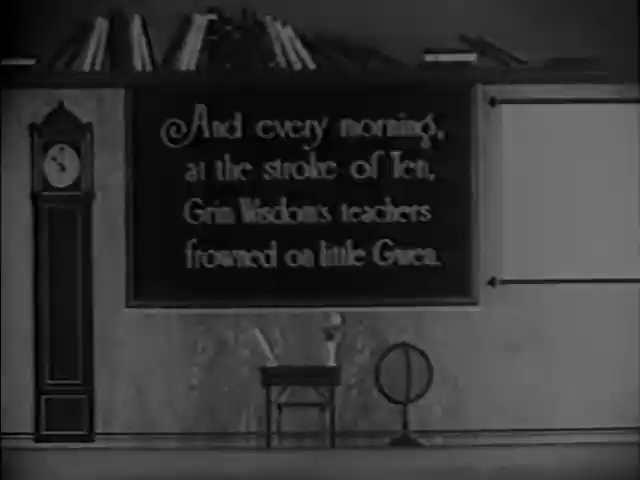 And every morning,
at the stroke of Ten,
Grim Wisdom's teachers
frowned on little Gwen.